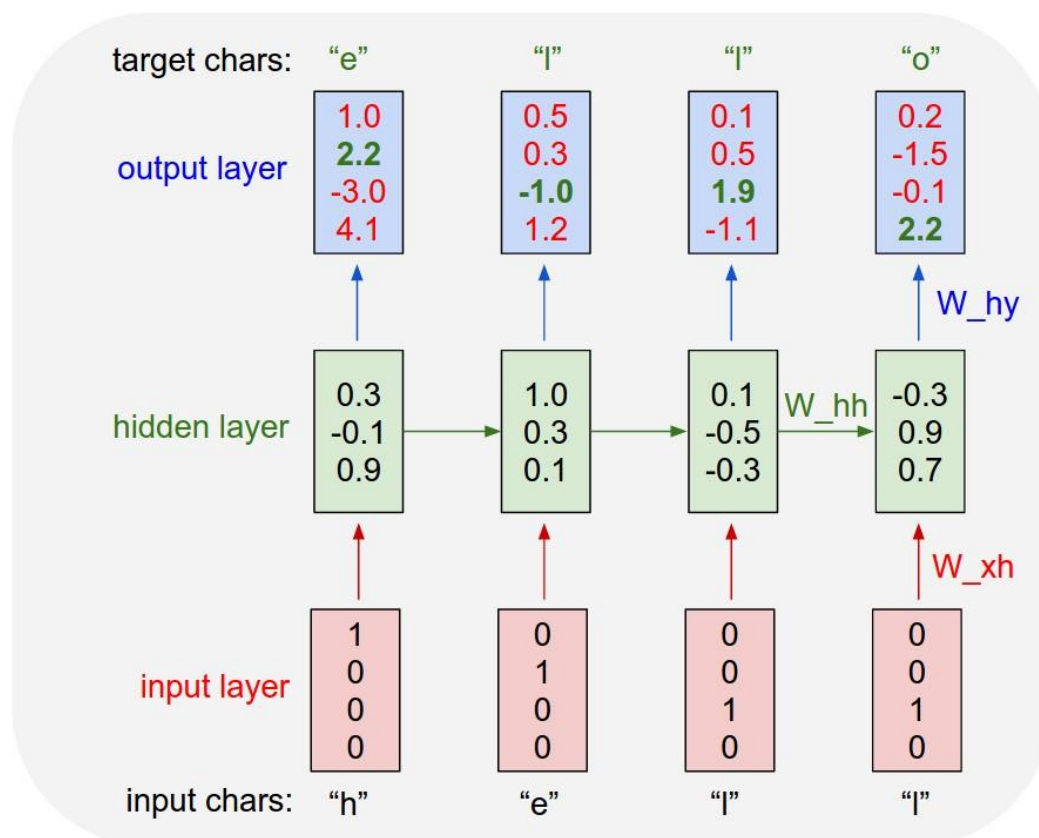 target chars: “e” “l” “l” “o”
1.0 0.5 0.1 0.2
2.2 0.3 0.5 -1.5
output layer
-3.0 -1.0 1.9 -0.1
4.1 1.2 -1.1 2.2
W_hy
0.3 1.0 0.1 -0.3
W_hh
hidden layer -0.1 0.3 -0.5 0.9
0.9 0.1 -0.3 0.7
W_xh
1 0 0 0
0 1 0 0
input layer
0 0 1 1
0 0 0 0
input chars: “h” “e” “l” “l”